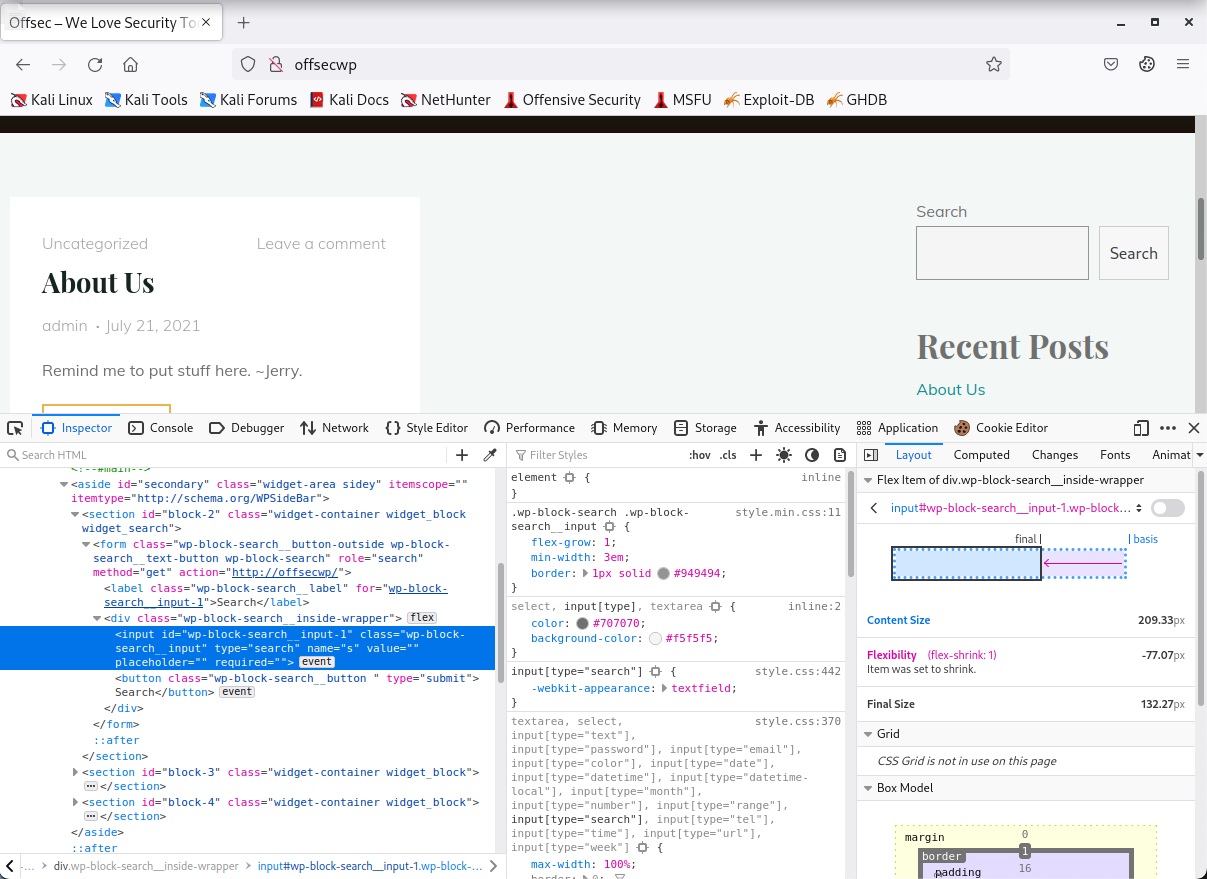 Offsec – We Love Security To
offsecwp
Kali Linux Kali Tools Kali Forums Kali Docs NetHunter Offensive Security MSFU Exploit-DB GHDB
Uncategorized Leave a comment
About Us
admin · July 21, 2021
Remind me to put stuff here. ~Jerry.
Search
Search
Recent Posts
About Us
Inspector Console Debugger Network Style Editor Performance Memory Storage Accessibility Application Cookie Editor
Search HTML
<!--#main-->
<aside id="secondary" class="widget-area sidey" itemscope=""
itemtype="http://schema.org/WPSideBar">
<section id="block-2" class="widget-container widget_block
widget_search">
<form class="wp-block-search__button-outside wp-block-
search__text-button wp-block-search" role="search"
method="get" action="http://offsecwp/">
<label class="wp-block-search__label" for="wp-block-
search__input-1">Search</label>
<div class="wp-block-search__inside-wrapper"> flex
<input id="wp-block-search__input-1" class="wp-block-
search__input" type="search" name="s" value=""
placeholder="" required=""> event
<button class="wp-block-search__button " type="submit">
Search</button> event
</div>
</form>
::after
</section>
<section id="block-3" class="widget-container widget_block">
</section>
<section id="block-4" class="widget-container widget_block">
</section>
</aside>
::after
div.wp-block-search__inside-wrapper input#wp-block-search__input-1.wp-block-…
Filter Styles :hov .cls
element { inline
}
.wp-block-search .wp-block- style.min.css:11
search__input {
flex-grow: 1;
min-width: 3em;
border: 1px solid #949494;
}
select, input[type], textarea { inline:2
color: #707070;
background-color: #f5f5f5;
}
input[type="search"] { style.css:442
-webkit-appearance: textfield;
}
textarea, select, style.css:370
input[type="text"],
input[type="password"], input[type="email"],
input[type="color"], input[type="date"],
input[type="datetime"], input[type="datetime-
local"], input[type="month"],
input[type="number"], input[type="range"],
input[type="search"], input[type="tel"],
input[type="time"], input[type="url"],
input[type="week"] {
max-width: 100%;
border: 0;
Layout Computed Changes Fonts Animat
Flex Item of div.wp-block-search__inside-wrapper
input#wp-block-search__input-1.wp-block…
final basis
Content Size 209.33px
Flexibility (flex-shrink: 1) -77.07px
Item was set to shrink.
Final Size 132.27px
Grid
CSS Grid is not in use on this page
Box Model
margin 0
border 1
padding 16